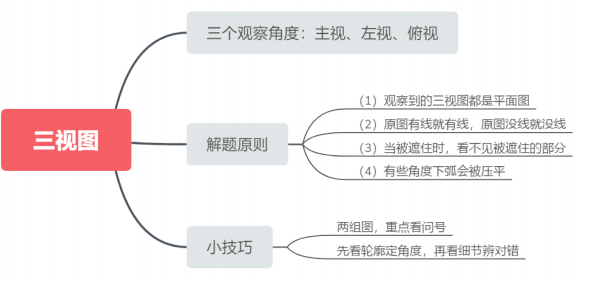 三视图
三个观察角度：主视、左视、俯视
解题原则
（1）观察到的三视图都是平面图
（2）原图有线就有线，原图没线就没线
（3）当被遮住时，看不见被遮住的部分
（4）有些角度下弧会被压平
小技巧
两组图，重点看问号
先看轮廓定角度，再看细节辨对错